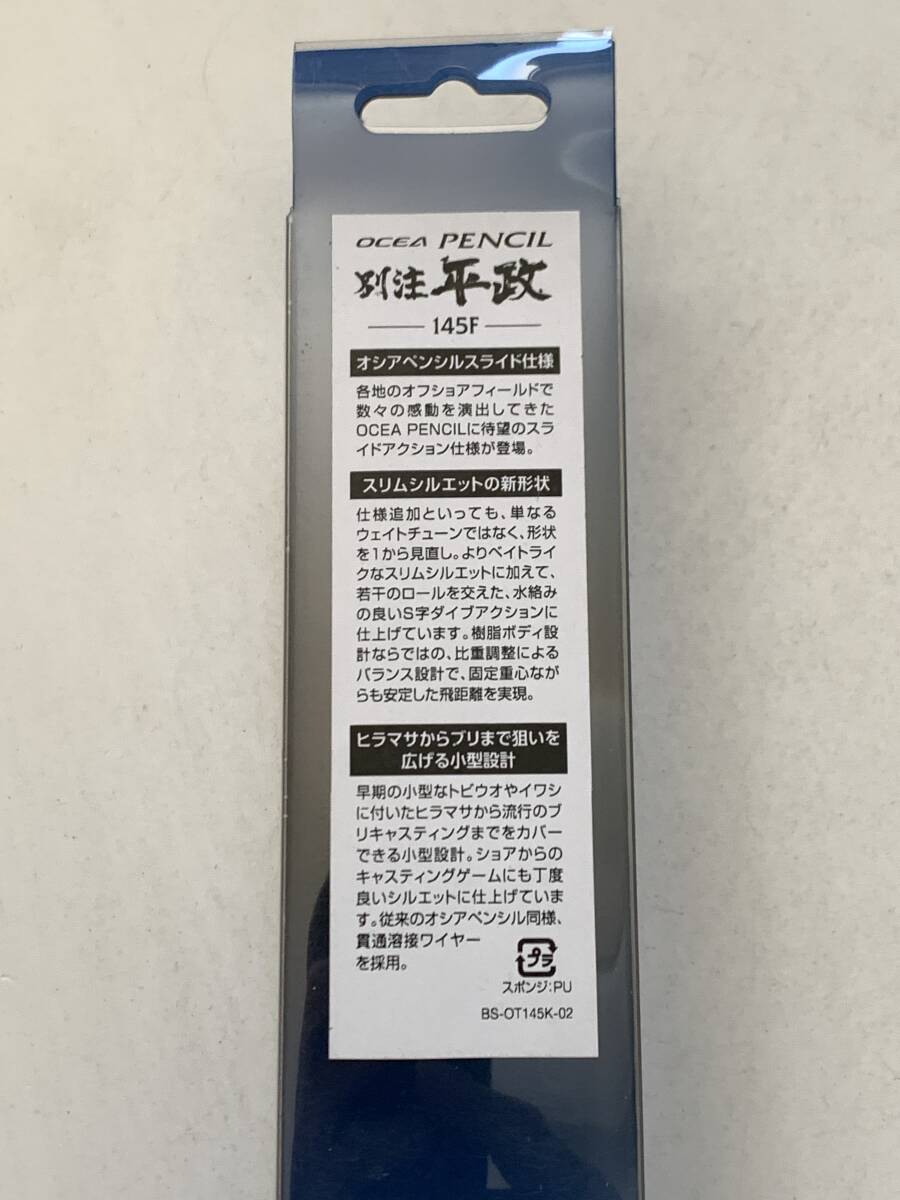 OCEA PENCIL
別注 平政
145F
オシアペンシルスライド仕様
各地のオフショアフィールドで
数々の感動を演出してきた
OCEA PENCILに待望のスラ
イドアクション仕様が登場。
スリムシルエットの新形状
仕様追加といっても、単なる
ウェイトチューンではなく、形状
を1から見直し。よりベイトライ
クなスリムシルエットに加えて、
若干のロールを交えた、水絡み
の良いS字ダイブアクションに
仕上げています。樹脂ボディ設
計ならではの、比重調整による
バランス設計で、固定重心なが
らも安定した飛距離を実現。
ヒラマサからブリまで狙いを
広げる小型設計
早期の小型なトビウオやイワシ
に付いたヒラマサから流行のブ
リキャスティングまでをカバー
できる小型設計。ショアからの
キャスティングゲームにも丁度
良いシルエットに仕上げていま
す。従来のオシアペンシル同様、
貫通溶接ワイヤー
を採用。
プラ
スポンジ:PU
BS-OT145K-02